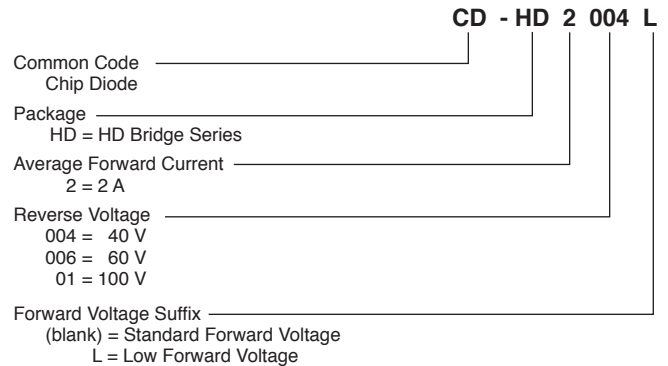 CD - HD 2 004 L
Common Code
Chip Diode
Package
HD = HD Bridge Series
Average Forward Current
2 = 2 A
Reverse Voltage
004 = 40 V
006 = 60 V
01 = 100 V
Forward Voltage Suffix
(blank) = Standard Forward Voltage
L = Low Forward Voltage